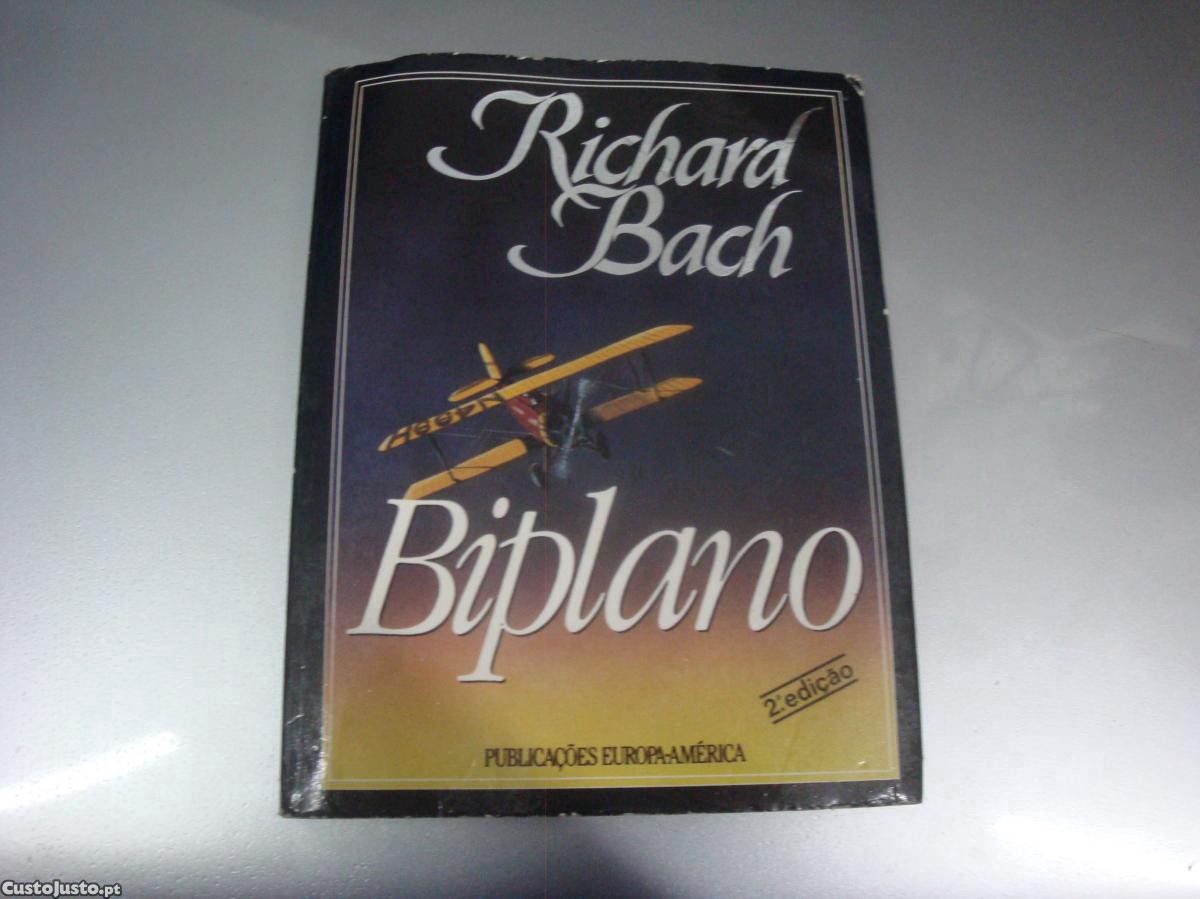 Richard
Bach
Biplano
2.ª edição
PUBLICAÇÕES EUROPA-AMÉRICA
CustoJusto.pt